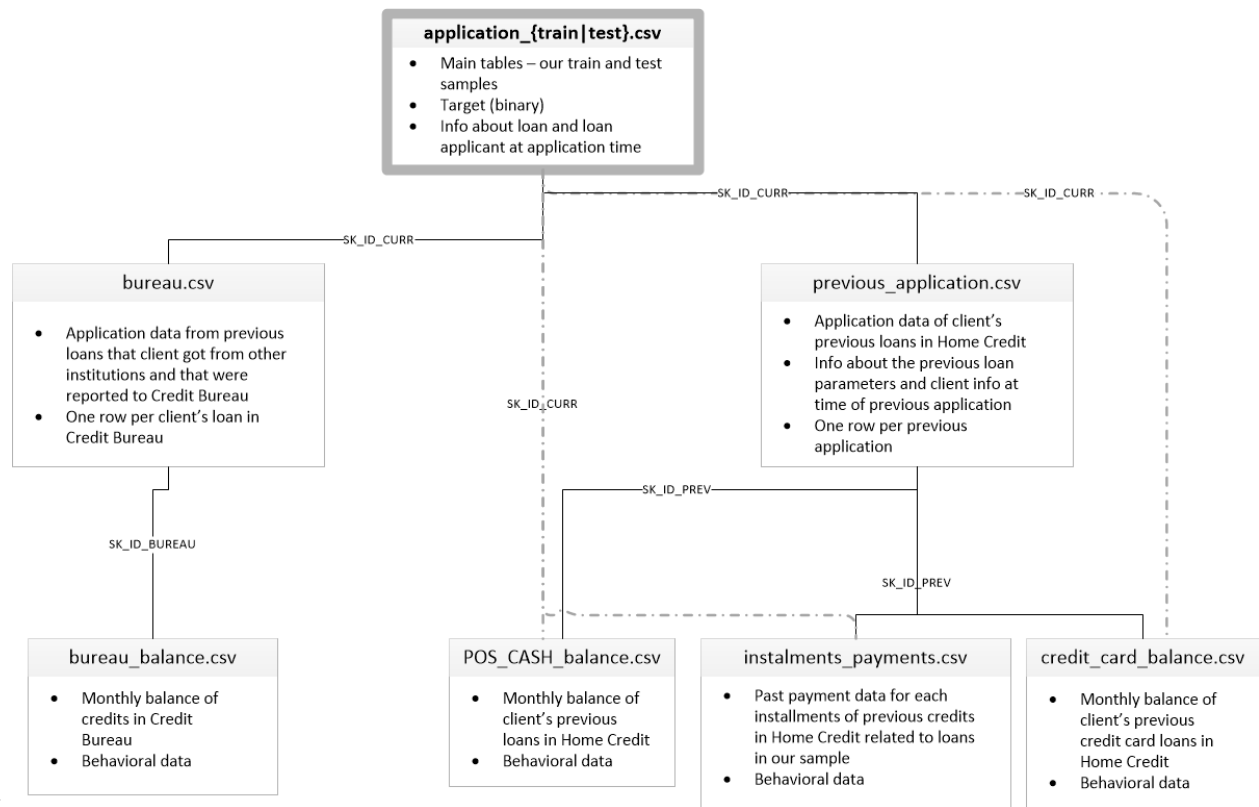 application_{train|test}.csv
• Main tables – our train and test
samples
• Target (binary)
• Info about loan and loan
applicant at application time
SK_ID_CURR
SK_ID_CURR
SK_ID_CURR
bureau.csv
• Application data from previous
loans that client got from other
institutions and that were
reported to Credit Bureau
• One row per client's loan in
Credit Bureau
previous_application.csv
• Application data of client's
previous loans in Home Credit
• Info about the previous loan
parameters and client info at
time of previous application
• One row per previous
application
SK_ID_CURR
SK_ID_PREV
SK_ID_BUREAU
SK_ID_PREV
bureau_balance.csv
• Monthly balance of
credits in Credit
Bureau
• Behavioral data
POS_CASH_balance.csv
• Monthly balance of
client's previous
loans in Home Credit
• Behavioral data
instalments_payments.csv
• Past payment data for each
installments of previous credits
in Home Credit related to loans
in our sample
• Behavioral data
credit_card_balance.csv
• Monthly balance of
client's previous
credit card loans in
Home Credit
• Behavioral data